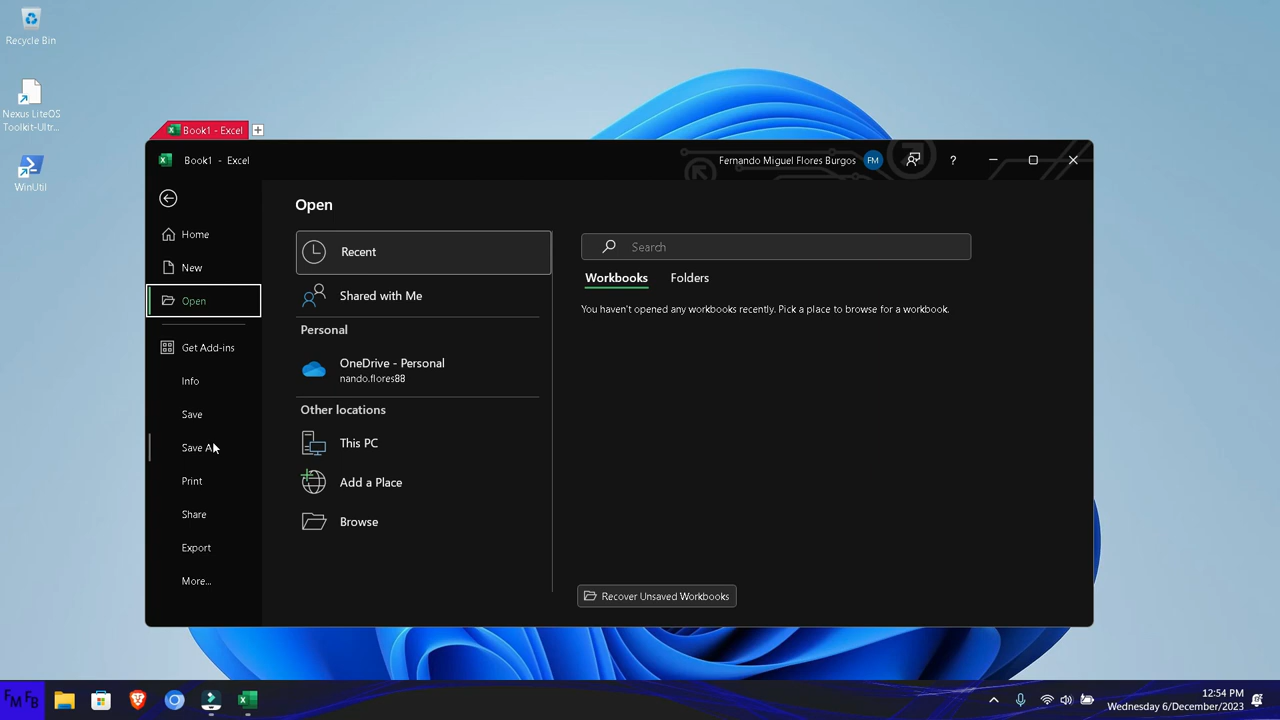 Recycle Bin
Nexus LiteOS
Toolkit-Ultr...
WinUtil
Book1 - Excel
Book1 - Excel
Fernando Miguel Flores Burgos
FM
?
Home
New
Open
Get Add-ins
Info
Save
Save
Print
Share
Export
More...
Open
Recent
Shared with Me
Personal
OneDrive - Personal
nando.flores88
Other locations
This PC
Add a Place
Browse
Search
Workbooks Folders
You haven't opened any workbooks recently. Pick a place to browse for a workbook.
Recover Unsaved Workbooks
FM FB
12:54 PM
Wednesday 6/December/2023